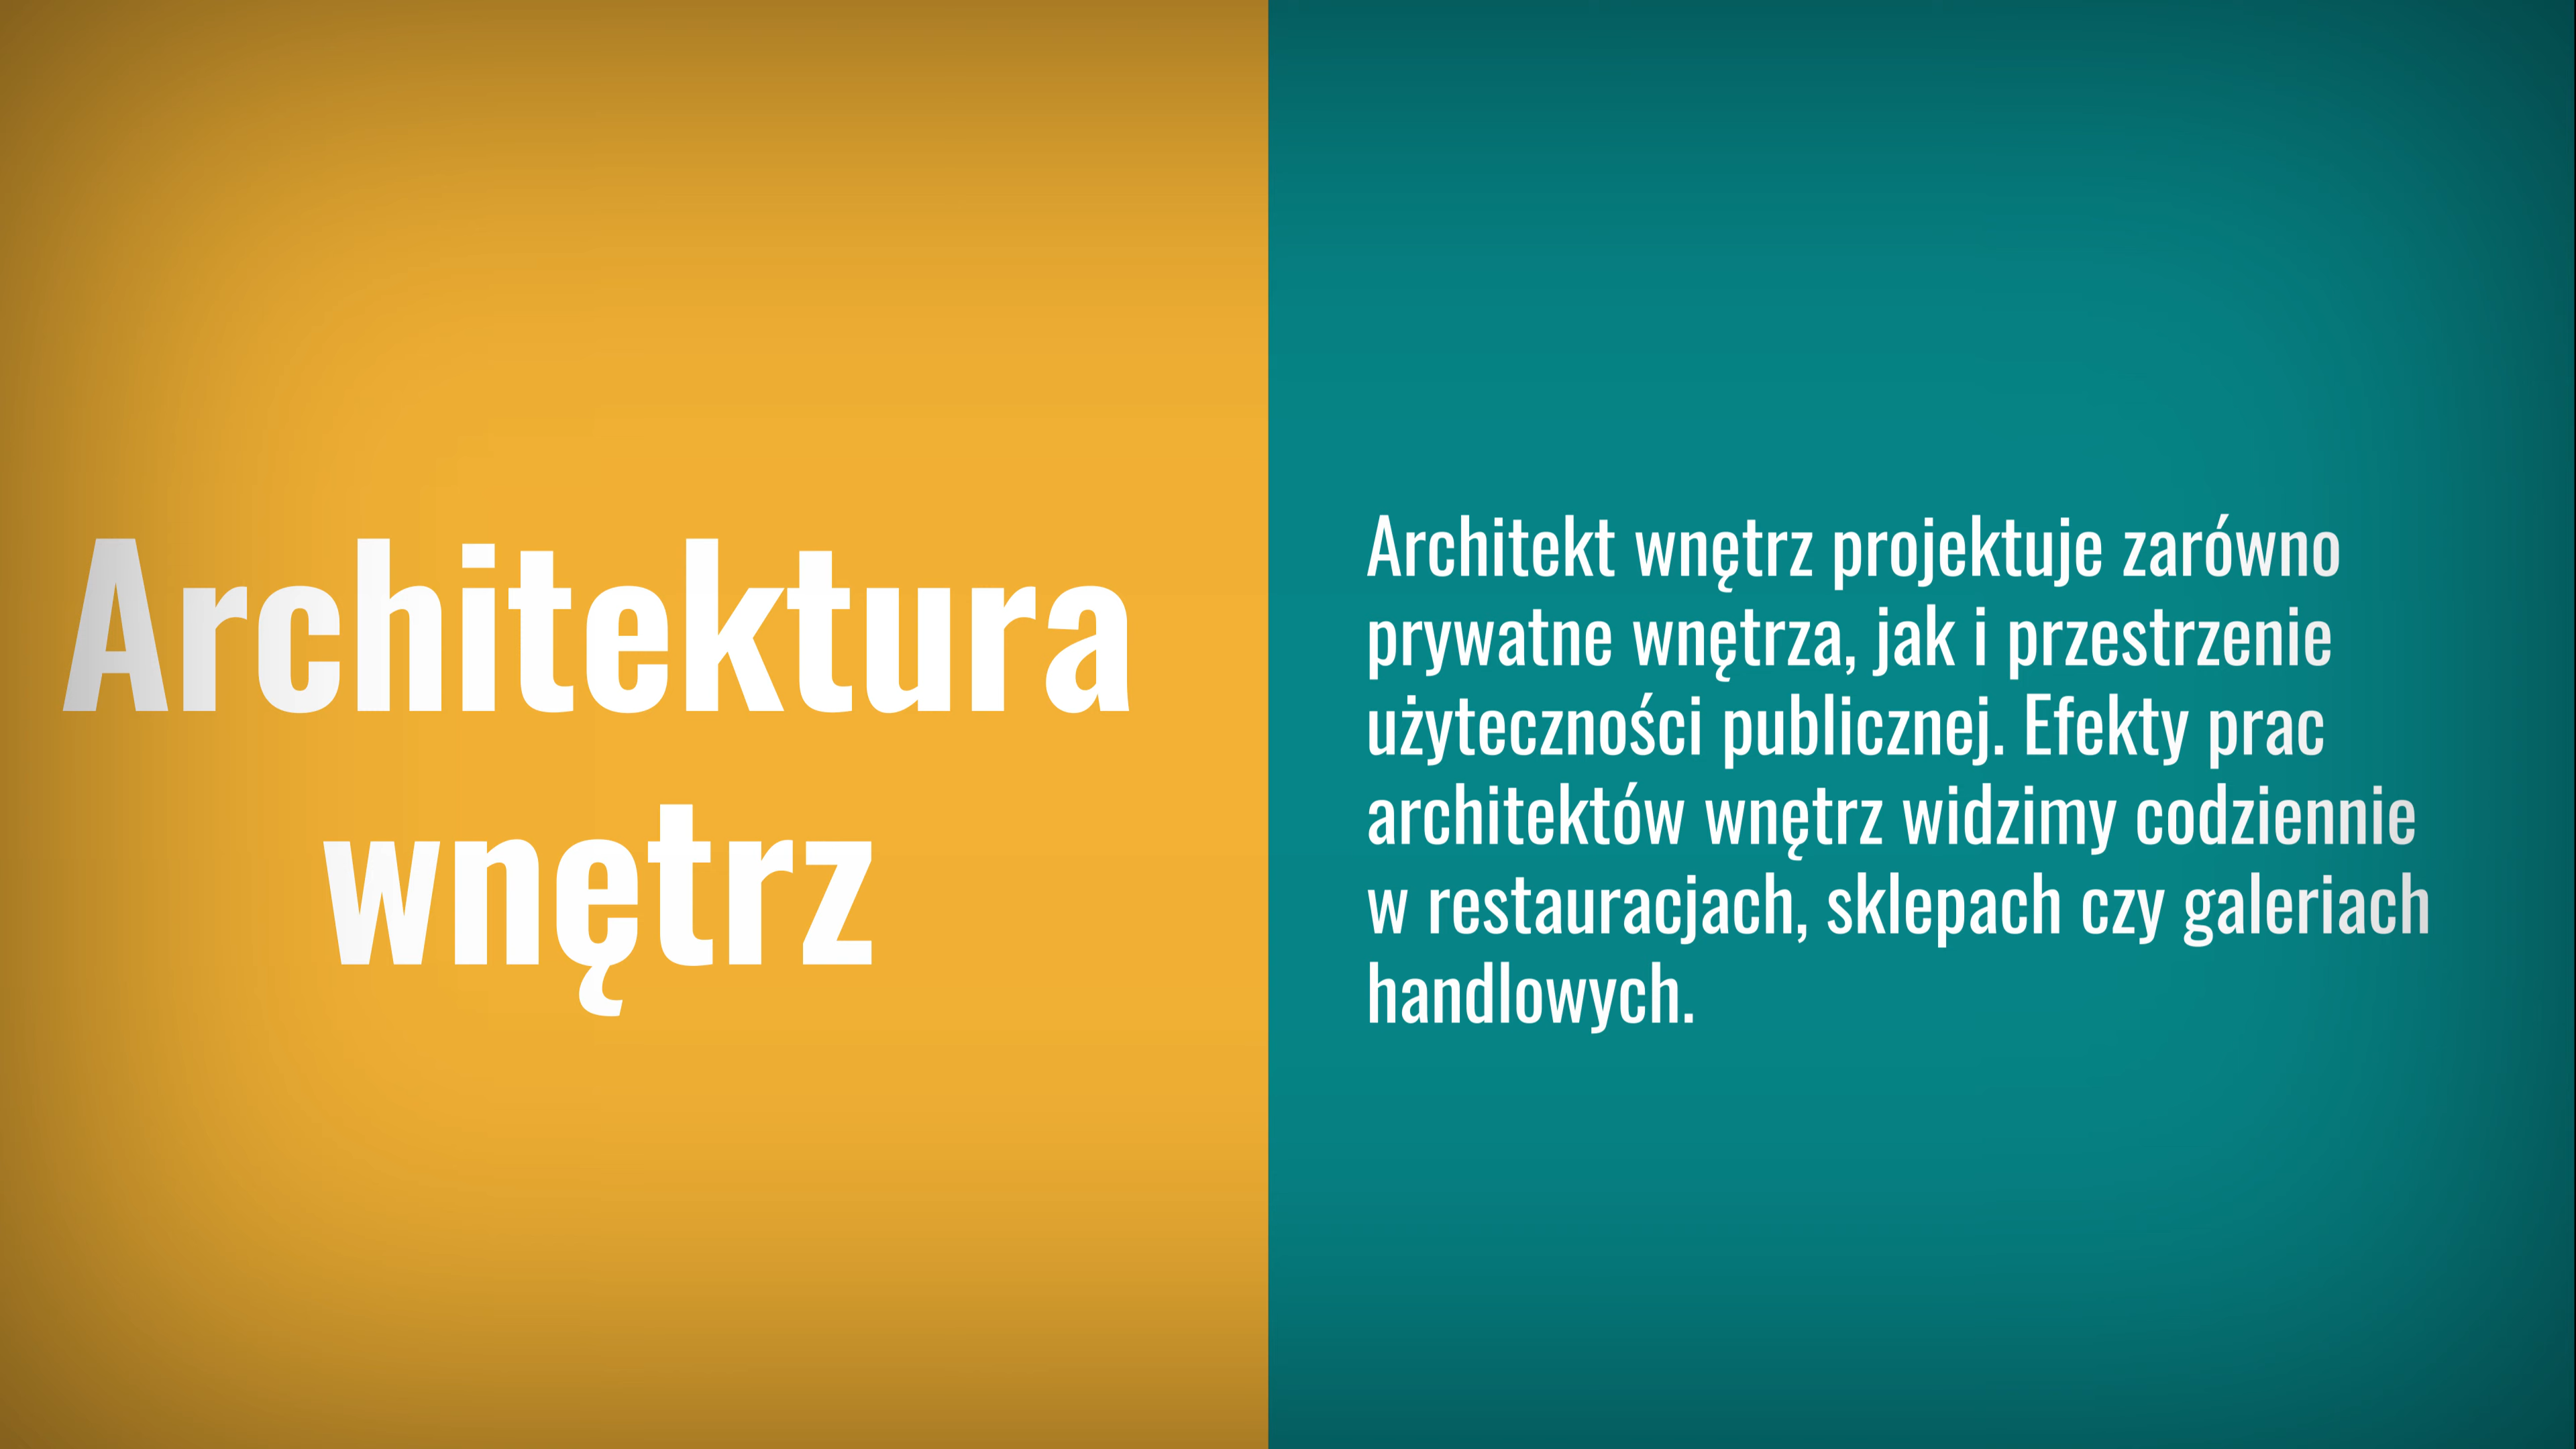 Architektura
wnętrz
Architekt wnętrz projektuje zarówno
prywatne wnętrza, jak i przestrzenie
użyteczności publicznej. Efekty prac
architektów wnętrz widzimy codziennie
w restauracjach, sklepach czy galeriach
handlowych.